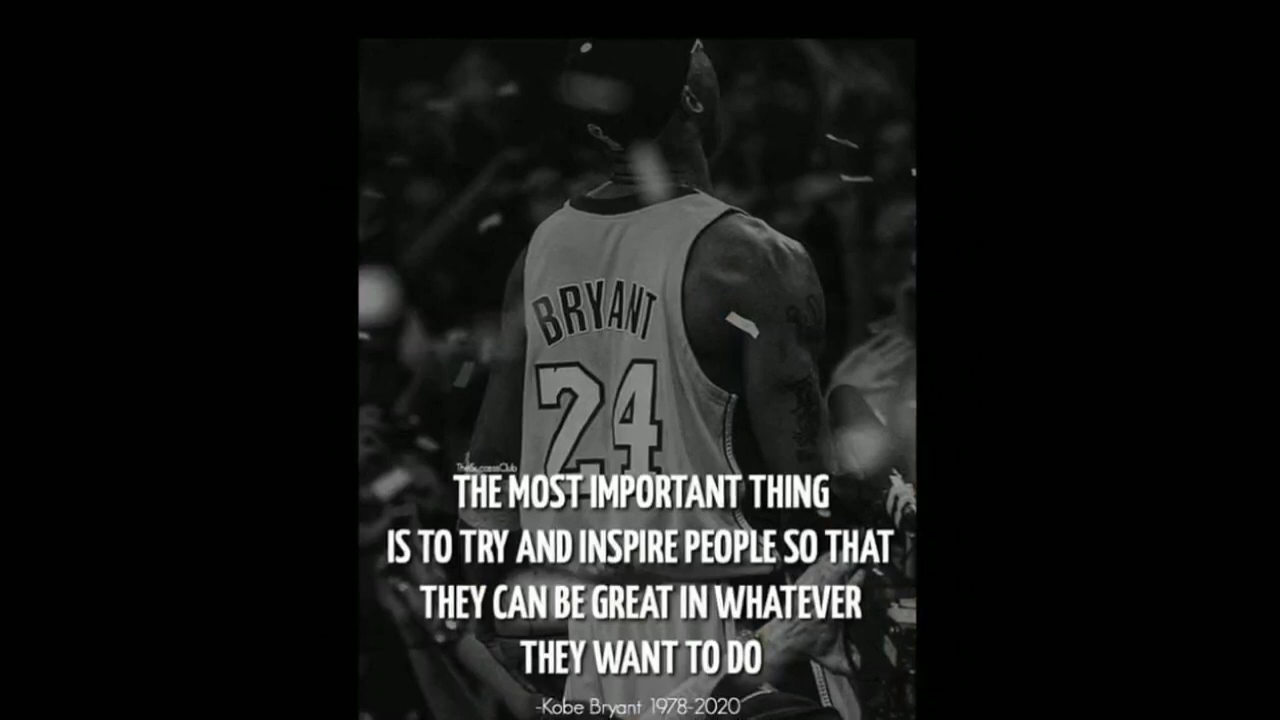 BRYANT
24
TheSuccessClub
THE MOST IMPORTANT THING
IS TO TRY AND INSPIRE PEOPLE SO THAT
THEY CAN BE GREAT IN WHATEVER
THEY WANT TO DO
-Kobe Bryant 1978-2020